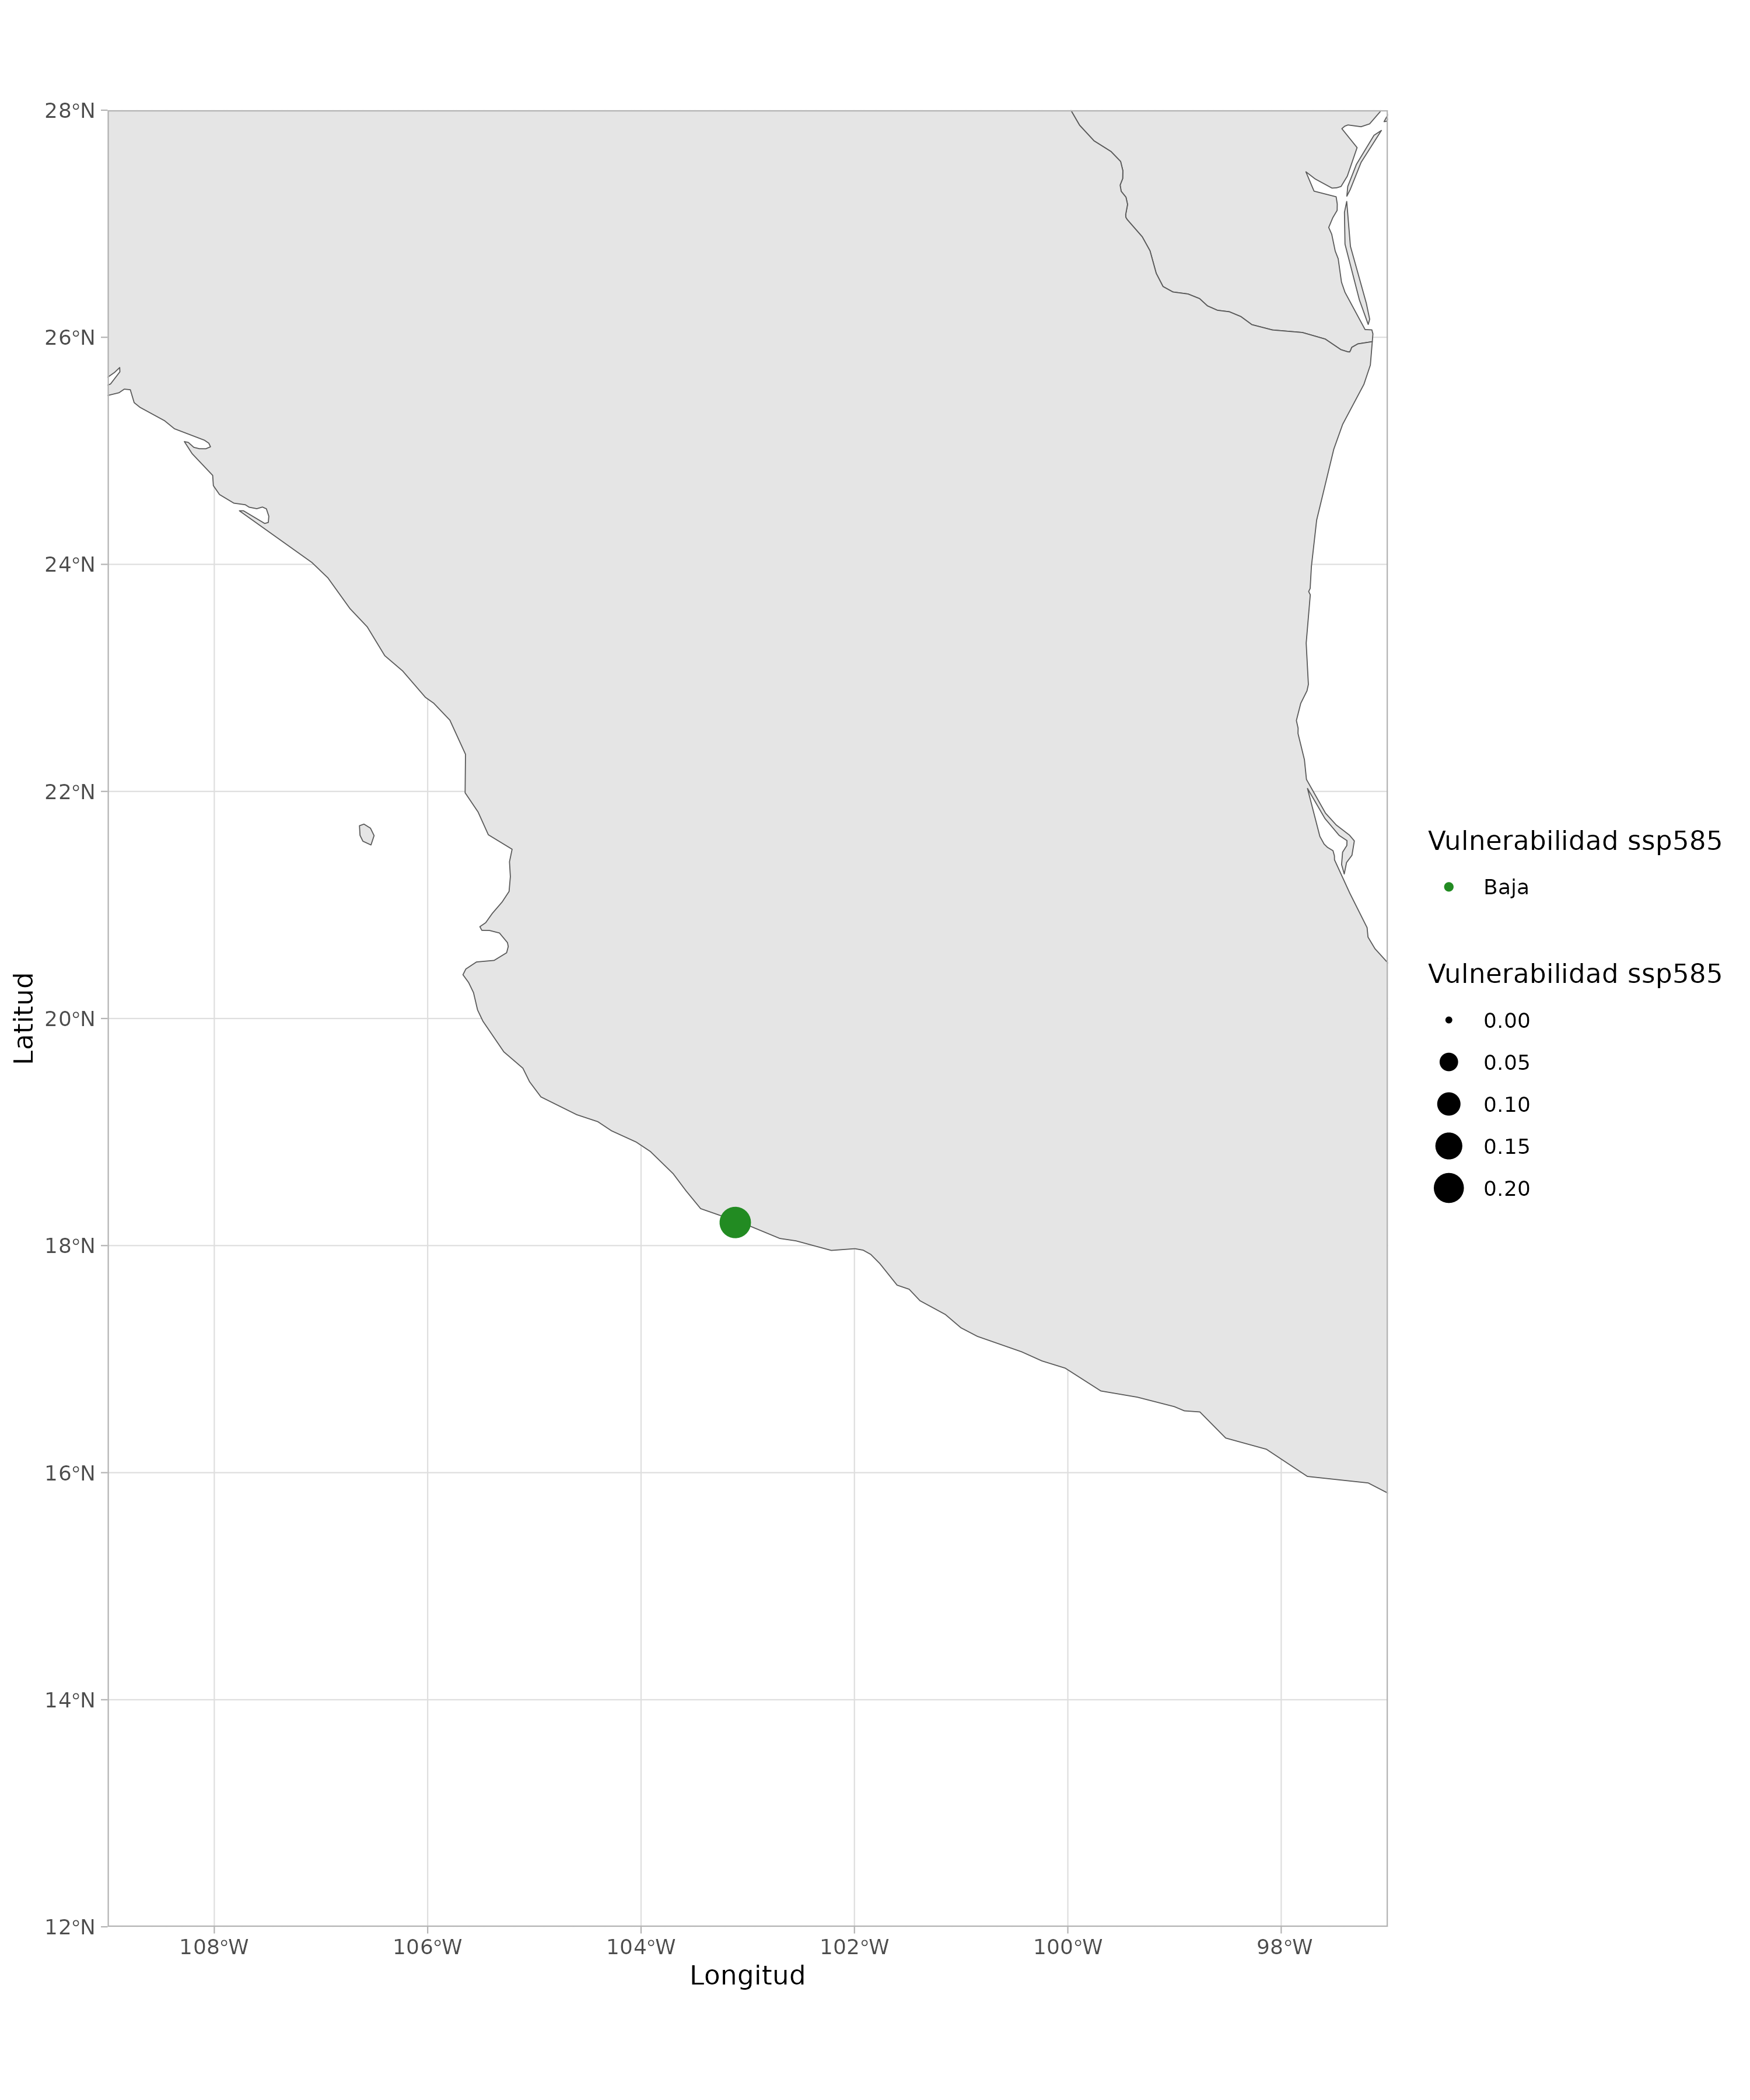 28°N
26°N
24°N
22°N
20°N
18°N
16°N
14°N
12°N
Latitud
108°W 106°W 104°W 102°W 100°W 98°W
Longitud
Vulnerabilidad ssp585
Baja
Vulnerabilidad ssp585
0.00
0.05
0.10
0.15
0.20